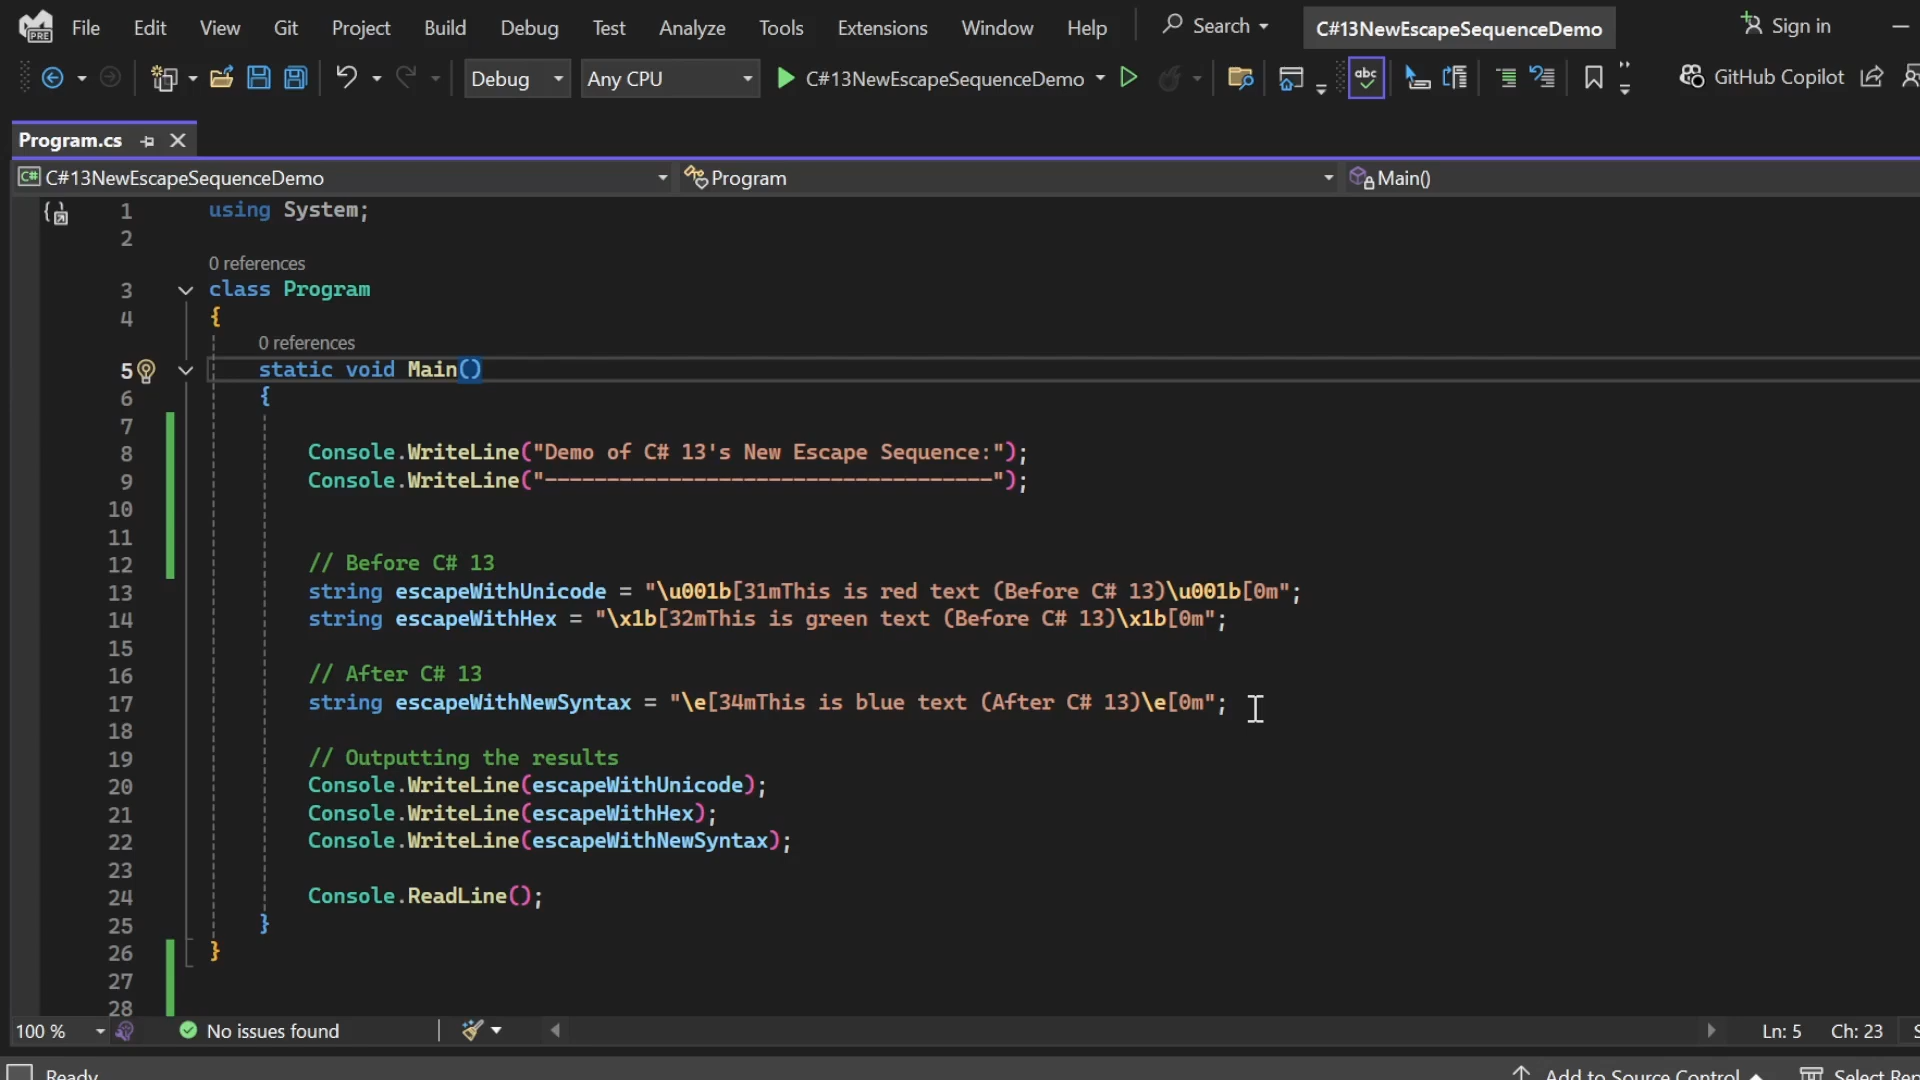 PRE File Edit View Git Project Build Debug Test Analyze Tools Extensions Window Help Search C#13NewEscapeSequenceDemo Sign in
Debug Any CPU C#13NewEscapeSequenceDemo abc GitHub Copilot
Program.cs
C# C#13NewEscapeSequenceDemo Program Main()
1 using System;
2
0 references
3 class Program
4 {
0 references
5 static void Main()
6 {
7
8 Console.WriteLine("Demo of C# 13's New Escape Sequence:");
9 Console.WriteLine("------------------------------------");
10
11
12 // Before C# 13
13 string escapeWithUnicode = "\u001b[31mThis is red text (Before C# 13)\u001b[0m";
14 string escapeWithHex = "\x1b[32mThis is green text (Before C# 13)\x1b[0m";
15
16 // After C# 13
17 string escapeWithNewSyntax = "\e[34mThis is blue text (After C# 13)\e[0m";
18
19 // Outputting the results
20 Console.WriteLine(escapeWithUnicode);
21 Console.WriteLine(escapeWithHex);
22 Console.WriteLine(escapeWithNewSyntax);
23
24 Console.ReadLine();
25 }
26 }
27
28
100 % No issues found Ln: 5 Ch: 23 S
Ready Add to Source Control Select Rep